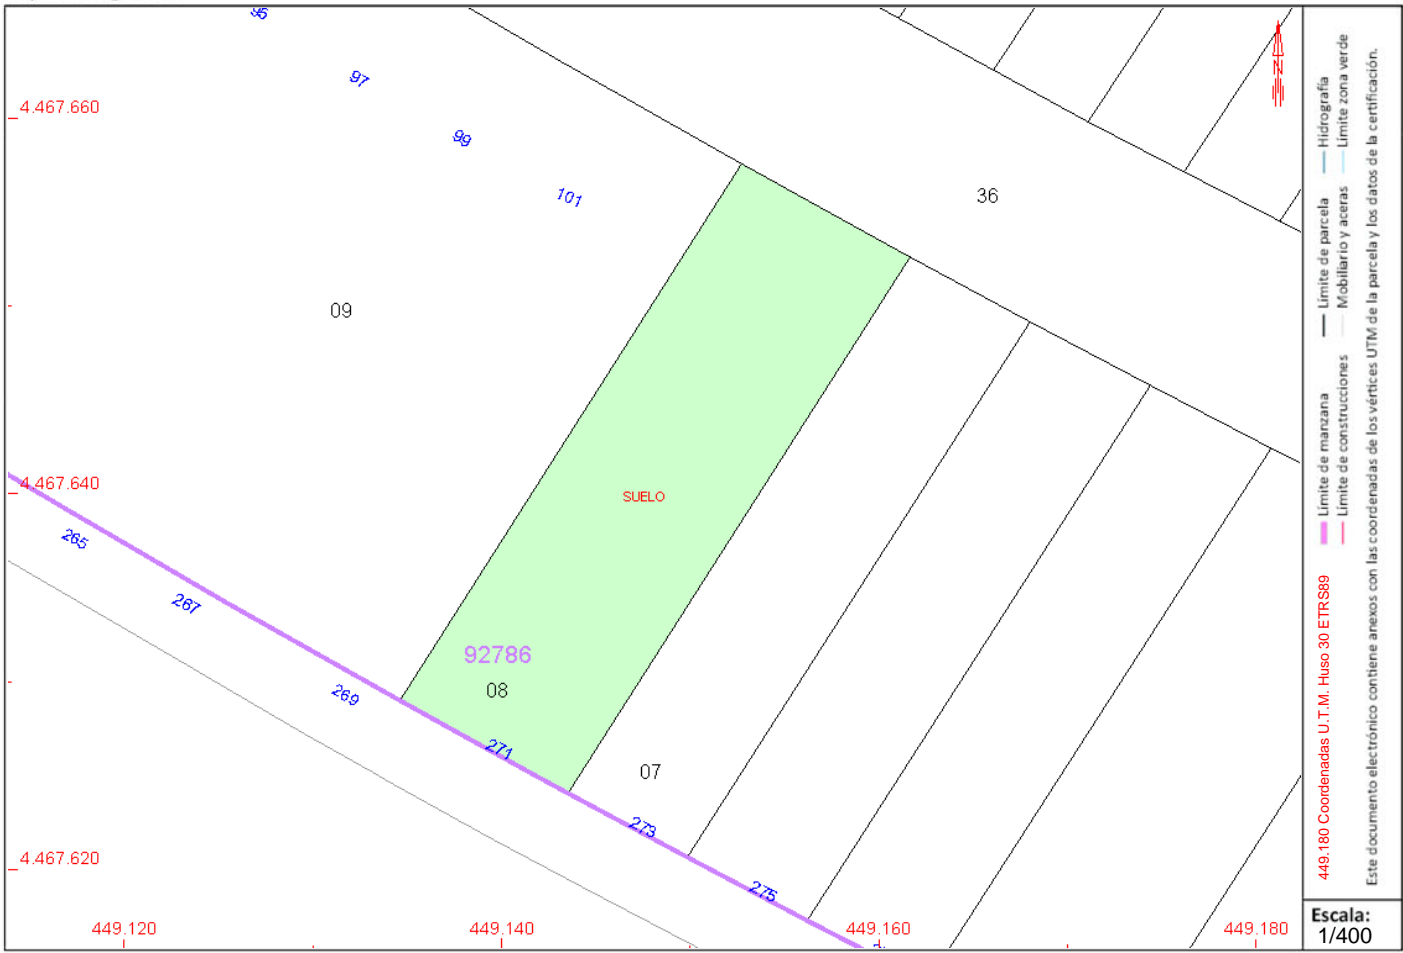 95
97
4.467.660
99
101
36
09
4.467.640
SUELO
265
267
92786
08
269
271
07
273
4.467.620
275
449.120
449.140
449.160
449.180
N
Límite de manzana
Límite de parcela
Hidrografía
Límite de construcciones
Mobiliario y aceras
Límite zona verde
449.180 Coordenadas U.T.M. Huso 30 ETRS89
Este documento electrónico contiene anexos con las coordenadas de los vértices UTM de la parcela y los datos de la certificación.
Escala:
1/400